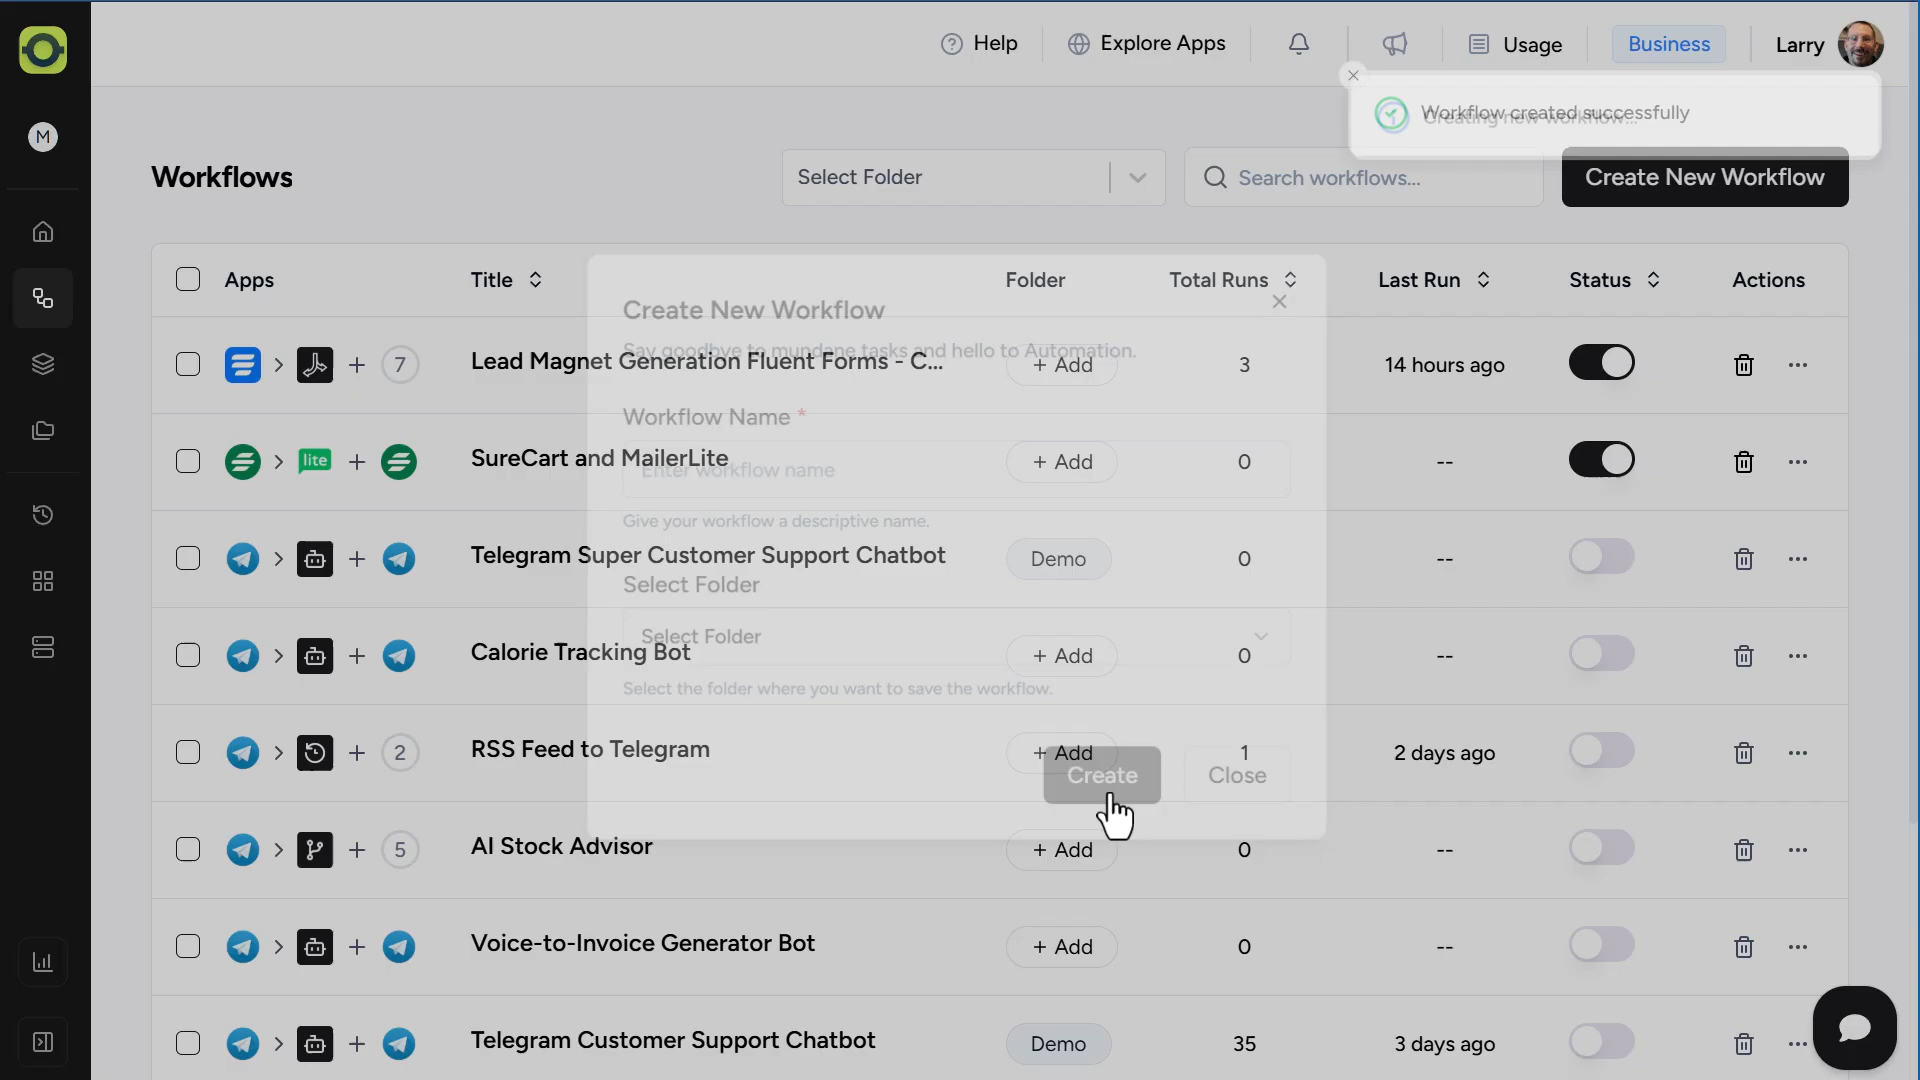 Help
Explore Apps
Usage
Business
Larry
M
Workflow created successfully
Creating new workflow...
Workflows
Select Folder
Search workflows...
Create New Workflow
Apps
Title
Folder
Total Runs
Last Run
Status
Actions
Create New Workflow
Say goodbye to mundane tasks and hello to Automation.
7
Lead Magnet Generation Fluent Forms - C...
+ Add
3
14 hours ago
Workflow Name *
lite
SureCart and MailerLite
+ Add
0
--
Enter workflow name
Give your workflow a descriptive name.
Telegram Super Customer Support Chatbot
Demo
0
--
Select Folder
Select Folder
Calorie Tracking Bot
+ Add
0
--
Select the folder where you want to save the workflow.
2
RSS Feed to Telegram
+ Add
1
2 days ago
Create
Close
5
AI Stock Advisor
+ Add
0
--
Voice-to-Invoice Generator Bot
+ Add
0
--
Telegram Customer Support Chatbot
Demo
35
3 days ago